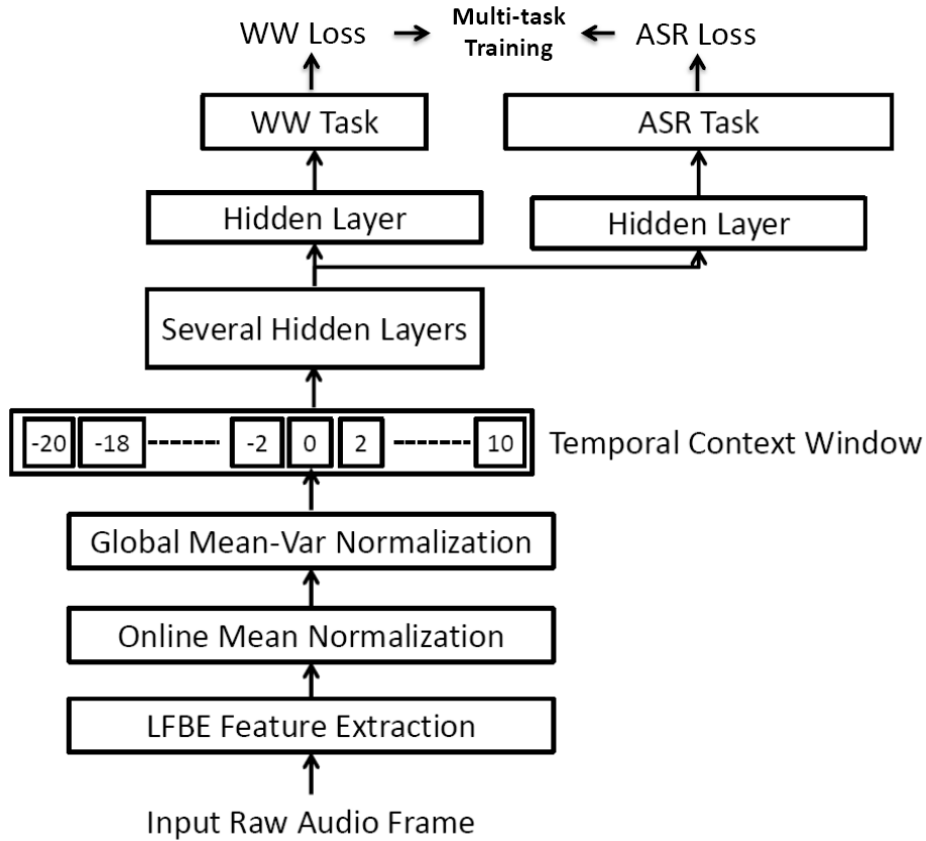 WW Loss
Multi-task
Training
ASR Loss
WW Task
ASR Task
Hidden Layer
Hidden Layer
Several Hidden Layers
-20 -18 -2 0 2 10
Temporal Context Window
Global Mean-Var Normalization
Online Mean Normalization
LFBE Feature Extraction
Input Raw Audio Frame